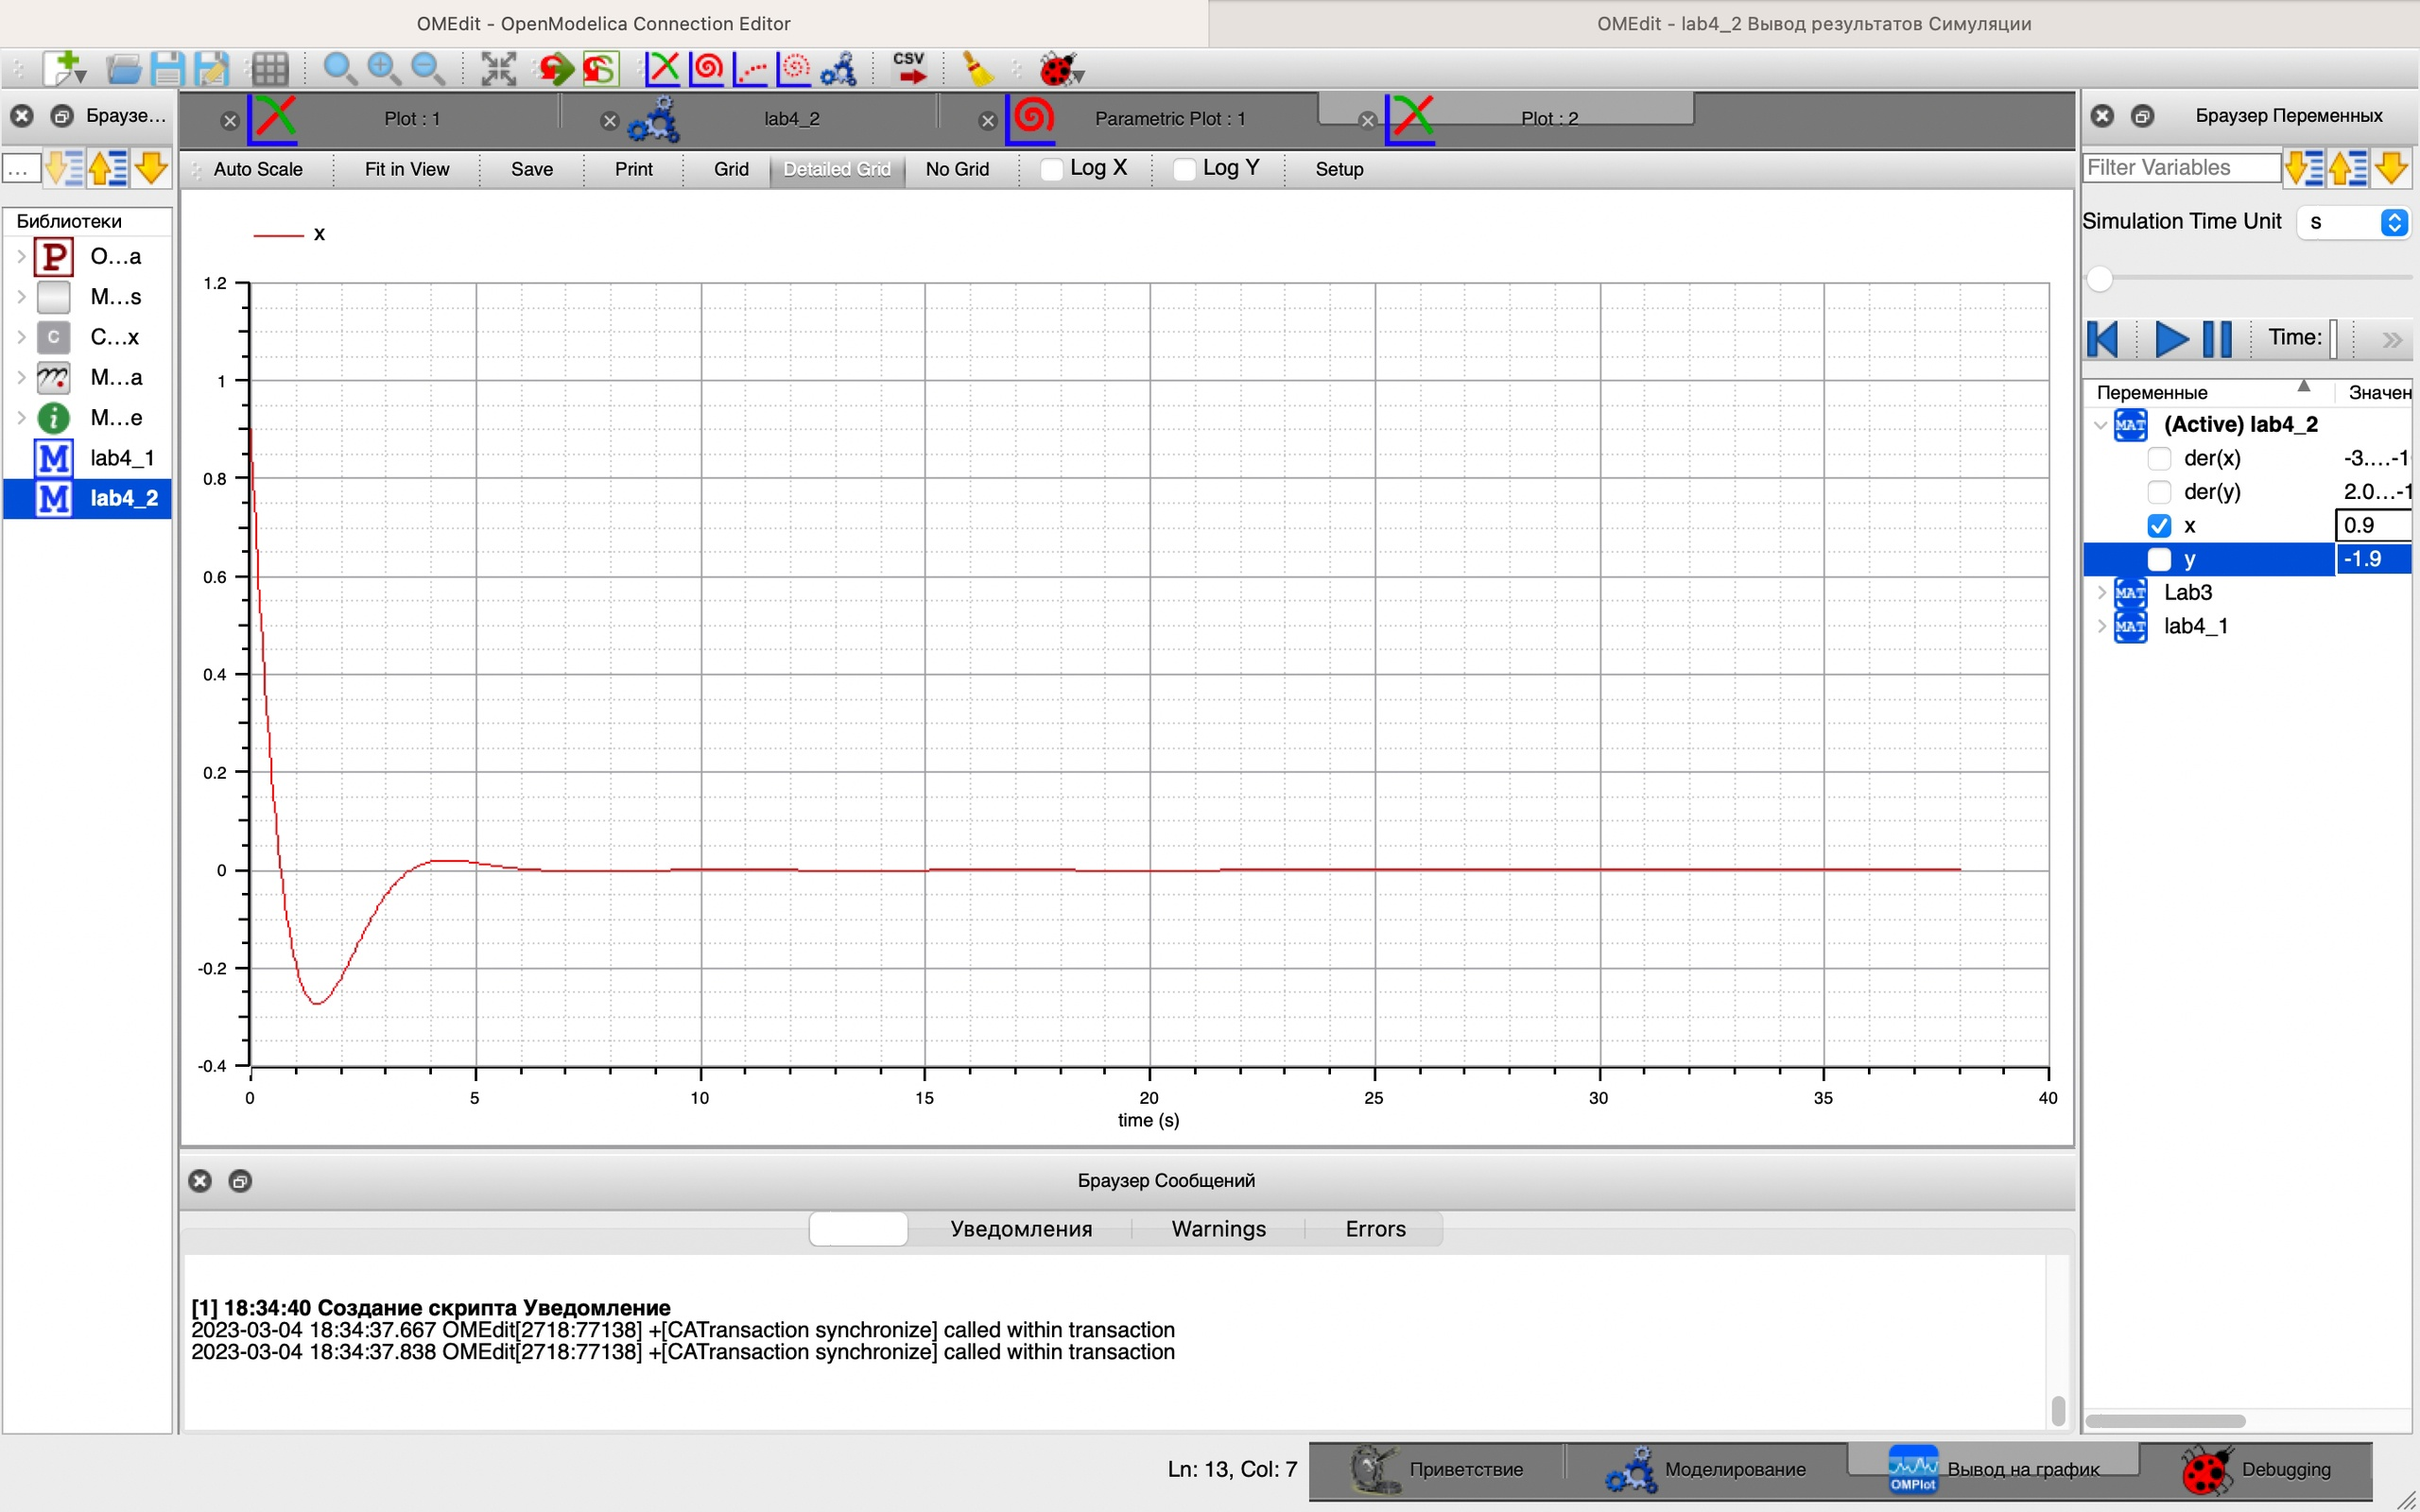 OMEdit - OpenModelica Connection Editor
OMEdit - lab4_2 Вывод результатов Симуляции
CSV
Браузе...
Plot : 1
lab4_2
Parametric Plot : 1
Plot : 2
Браузер Переменных
...
Auto Scale
Fit in View
Save
Print
Grid
Detailed Grid
No Grid
Log X
Log Y
Setup
Filter Variables
Библиотеки
P O...a
M...s
C C...x
M...a
i M...e
M lab4_1
M lab4_2
Simulation Time Unit
s
Time:
»
Переменные
Значен
MAT (Active) lab4_2
der(x) -3....-1
der(y) 2.0...-1
x 0.9
y -1.9
MAT Lab3
MAT lab4_1
x
1.2
1
0.8
0.6
0.4
0.2
0
-0.2
-0.4
0 5 10 15 20 25 30 35 40
time (s)
Браузер Сообщений
Уведомления
Warnings
Errors
[1] 18:34:40 Создание скрипта Уведомление
2023-03-04 18:34:37.667 OMEdit[2718:77138] +[CATransaction synchronize] called within transaction
2023-03-04 18:34:37.838 OMEdit[2718:77138] +[CATransaction synchronize] called within transaction
Ln: 13, Col: 7
Приветствие
Моделирование
OMPlot
Вывод на график
Debugging